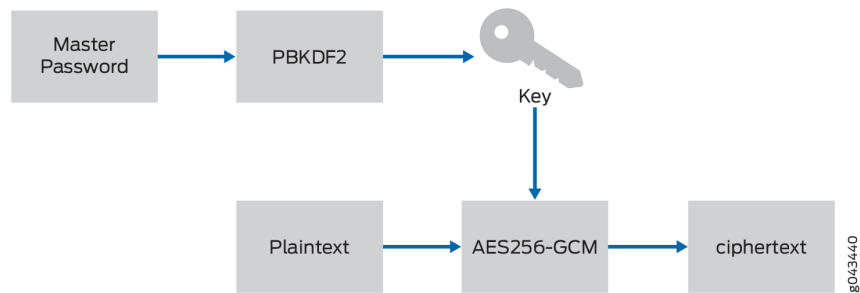 Master
Password
PBKDF2
Key
Plaintext
AES256-GCM
ciphertext
g043440